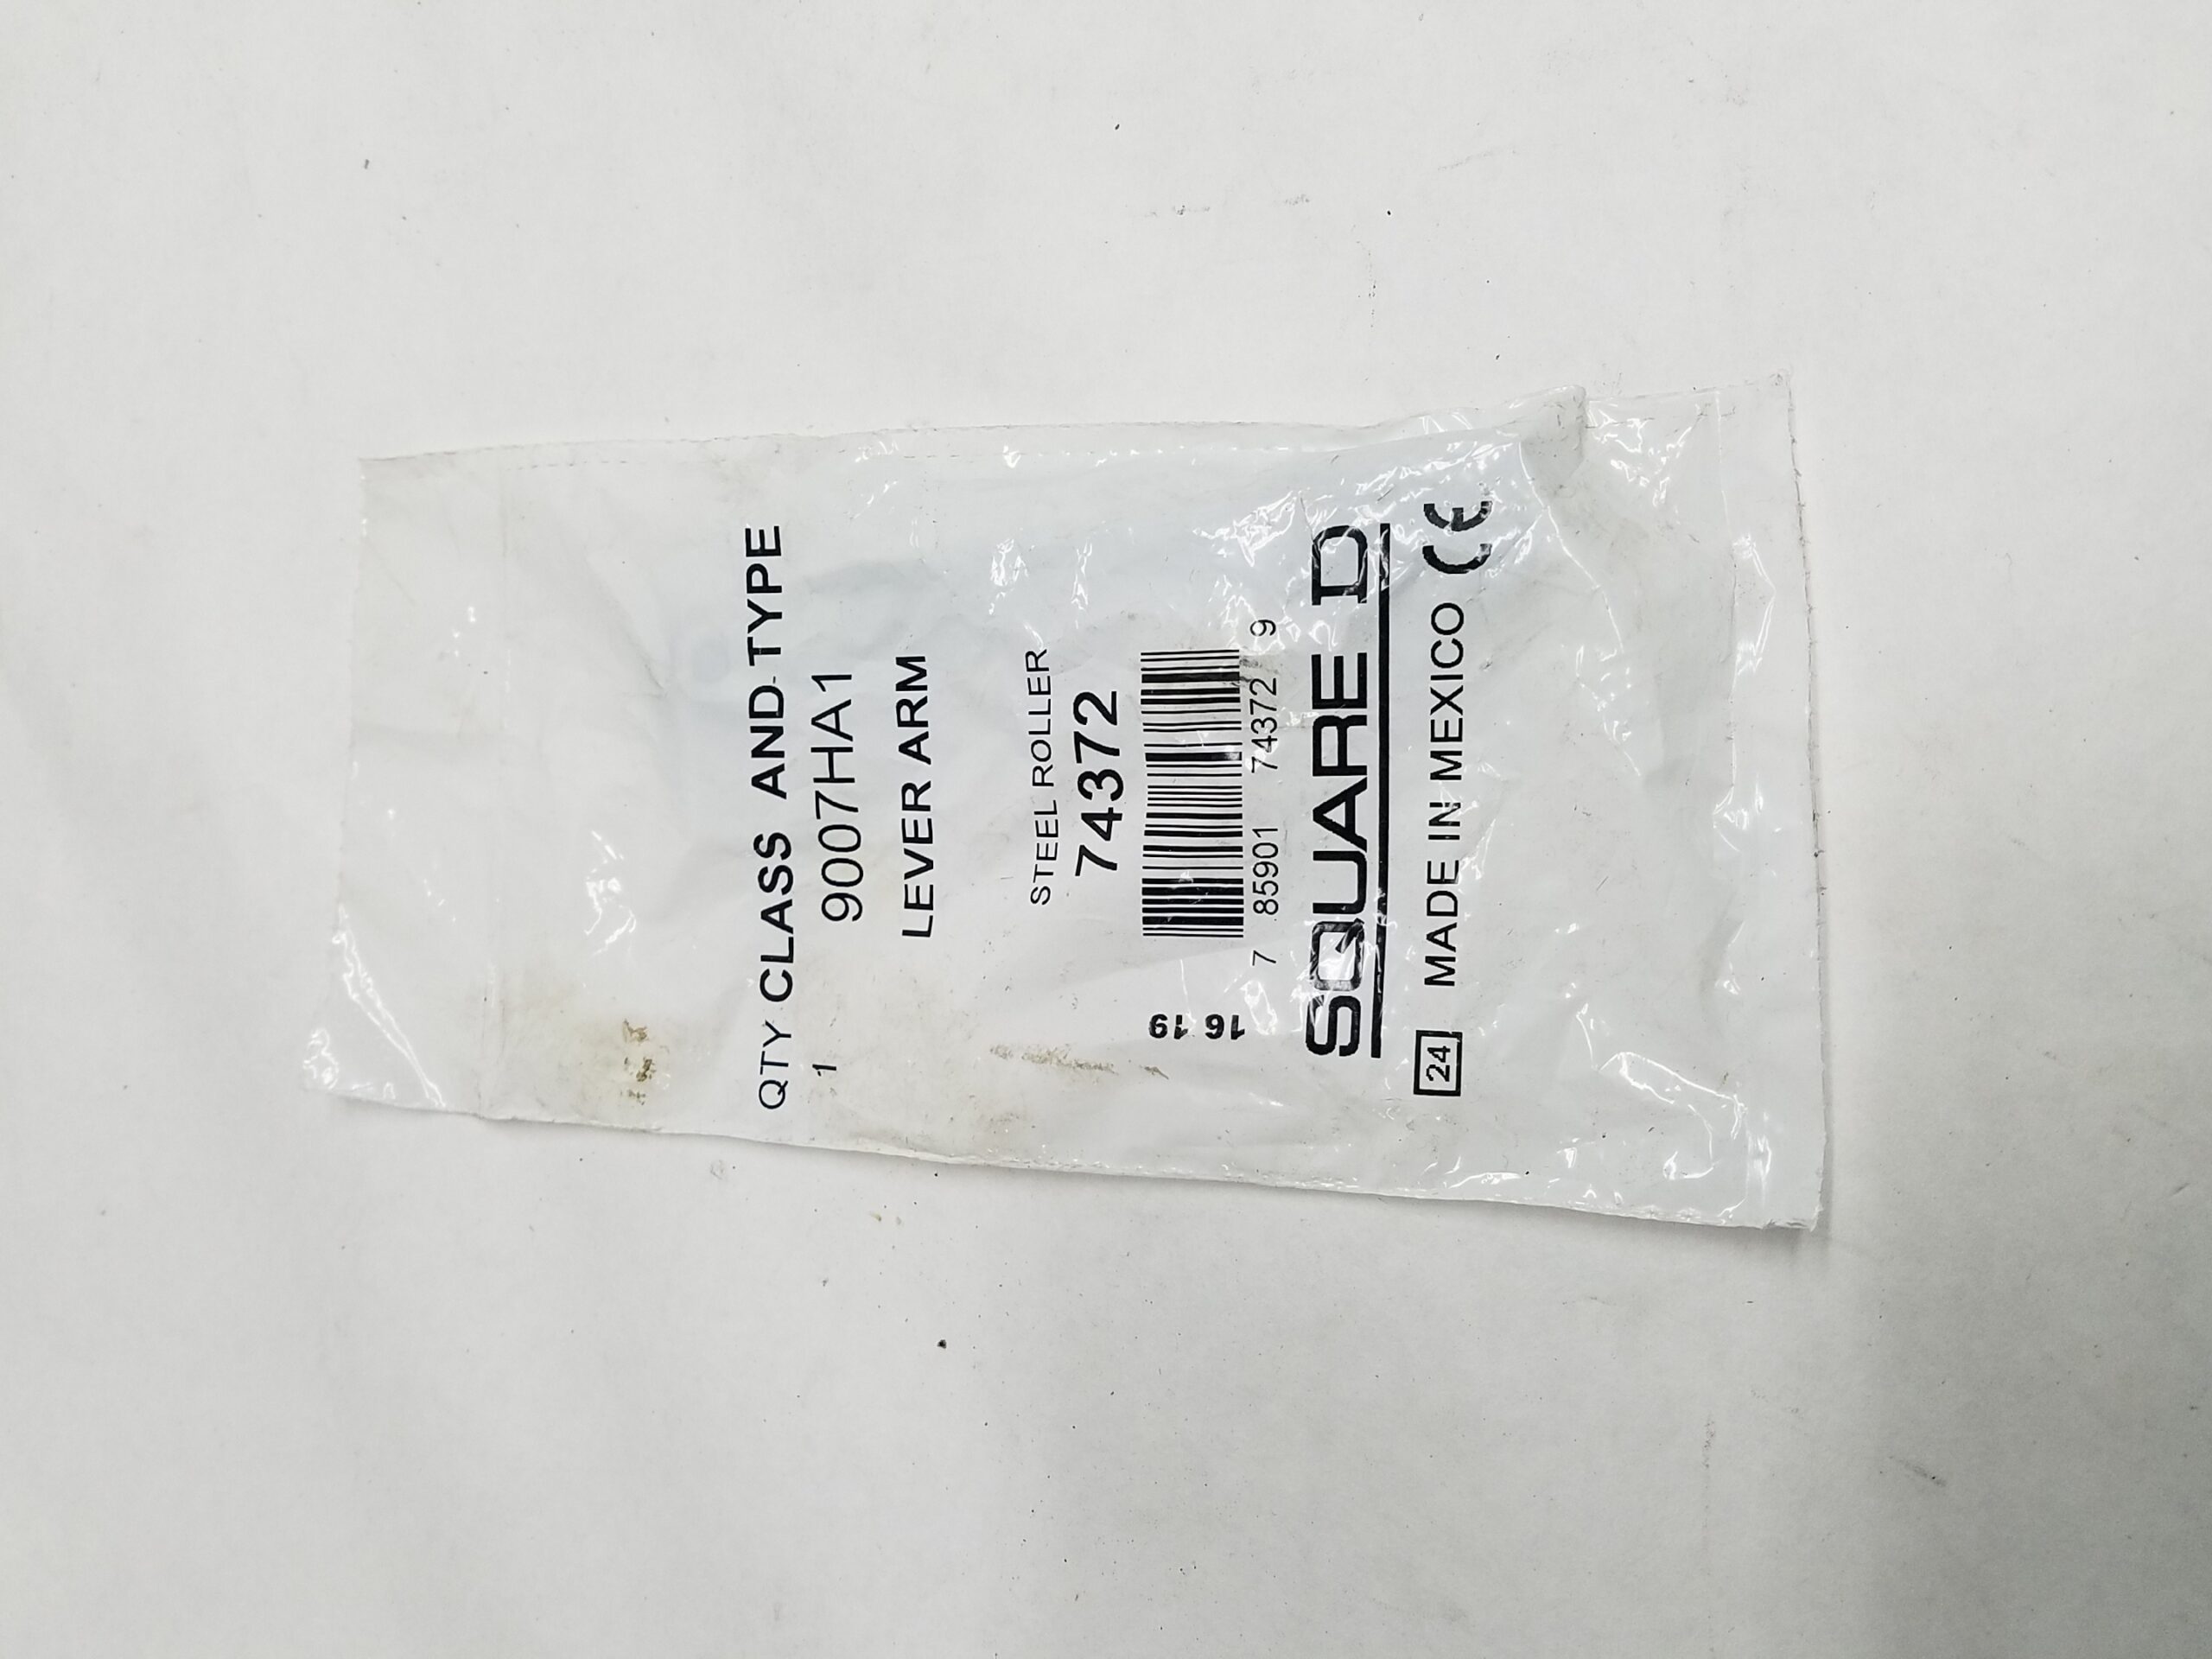 QTY CLASS AND TYPE
1 9007HA1
LEVER ARM
STEEL ROLLER
74372
16 19
7 85901 74372 9
SQUARE D
24 MADE IN MEXICO CE